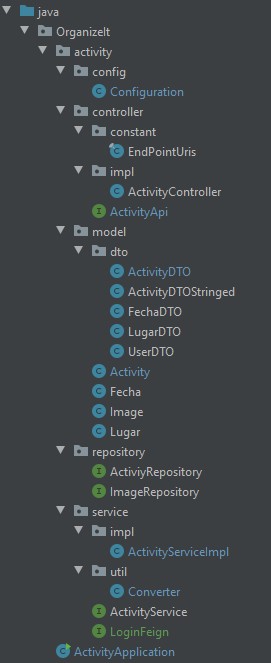 java
OrganizeIt
activity
config
Configuration
controller
constant
EndPointUris
impl
ActivityController
ActivityApi
model
dto
ActivityDTO
ActivityDTOStringed
FechaDTO
LugarDTO
UserDTO
Activity
Fecha
Image
Lugar
repository
ActiviyRepository
ImageRepository
service
impl
ActivityServiceImpl
util
Converter
ActivityService
LoginFeign
ActivityApplication